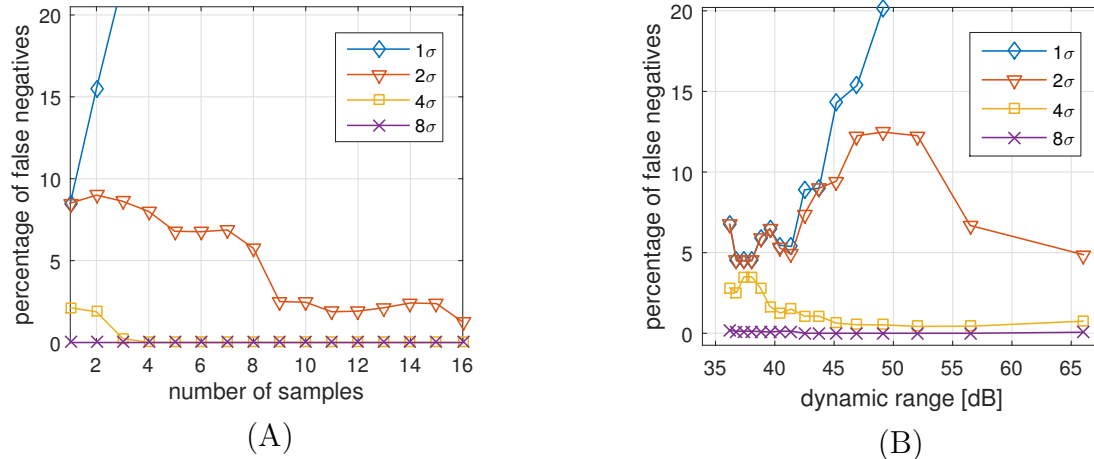 percentage of false negatives
20
15
10
5
0
1σ
2σ
4σ
8σ
2 4 6 8 10 12 14 16
number of samples
(A)
percentage of false negatives
20
15
10
5
0
1σ
2σ
4σ
8σ
35 40 45 50 55 60 65
dynamic range [dB]
(B)